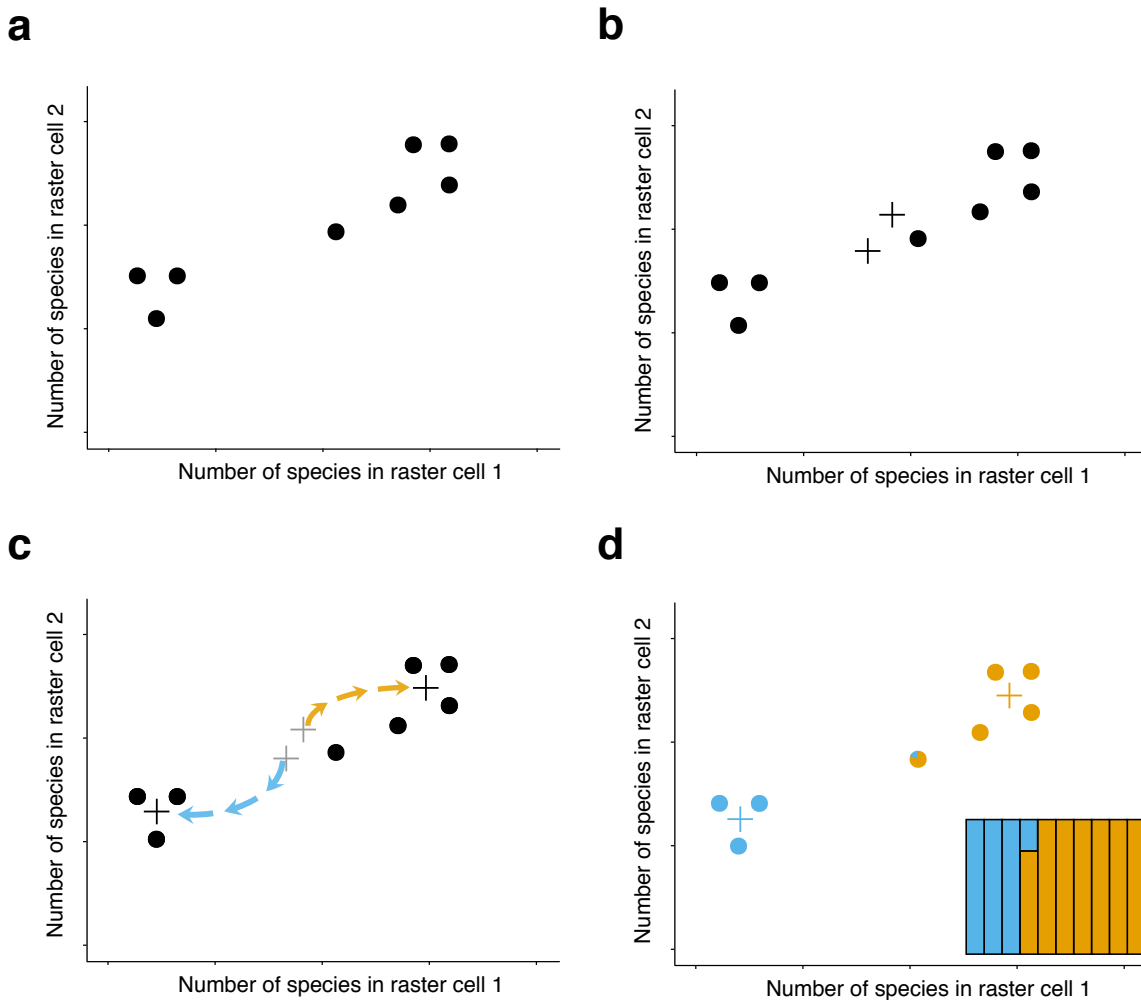 a
b
Number of species in raster cell 2
Number of species in raster cell 2
Number of species in raster cell 1
Number of species in raster cell 1
c
d
Number of species in raster cell 2
Number of species in raster cell 2
Number of species in raster cell 1
Number of species in raster cell 1